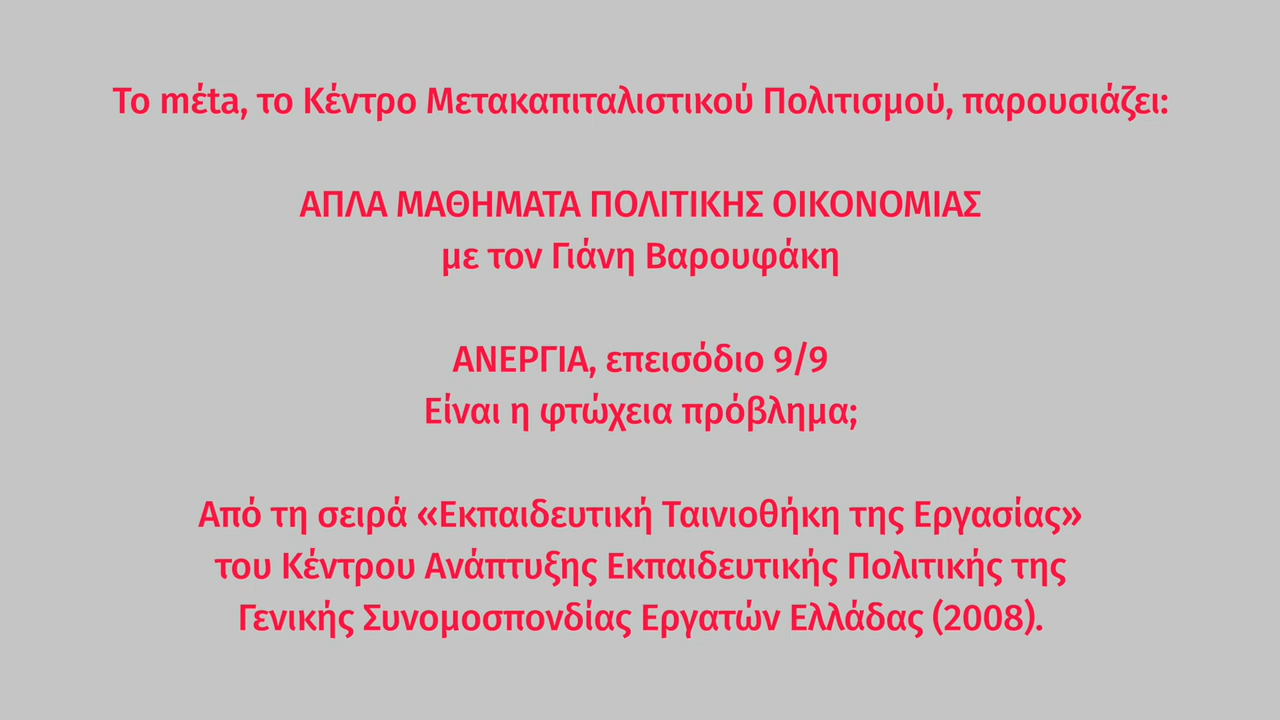 Το mέta, το Κέντρο Μετακαπιταλιστικού Πολιτισμού, παρουσιάζει:
ΑΠΛΑ ΜΑΘΗΜΑΤΑ ΠΟΛΙΤΙΚΗΣ ΟΙΚΟΝΟΜΙΑΣ
με τον Γιάνη Βαρουφάκη
ΑΝΕΡΓΙΑ, επεισόδιο 9/9
Είναι η φτώχεια πρόβλημα;
Από τη σειρά «Εκπαιδευτική Ταινιοθήκη της Εργασίας»
του Κέντρου Ανάπτυξης Εκπαιδευτικής Πολιτικής της
Γενικής Συνομοσπονδίας Εργατών Ελλάδας (2008).